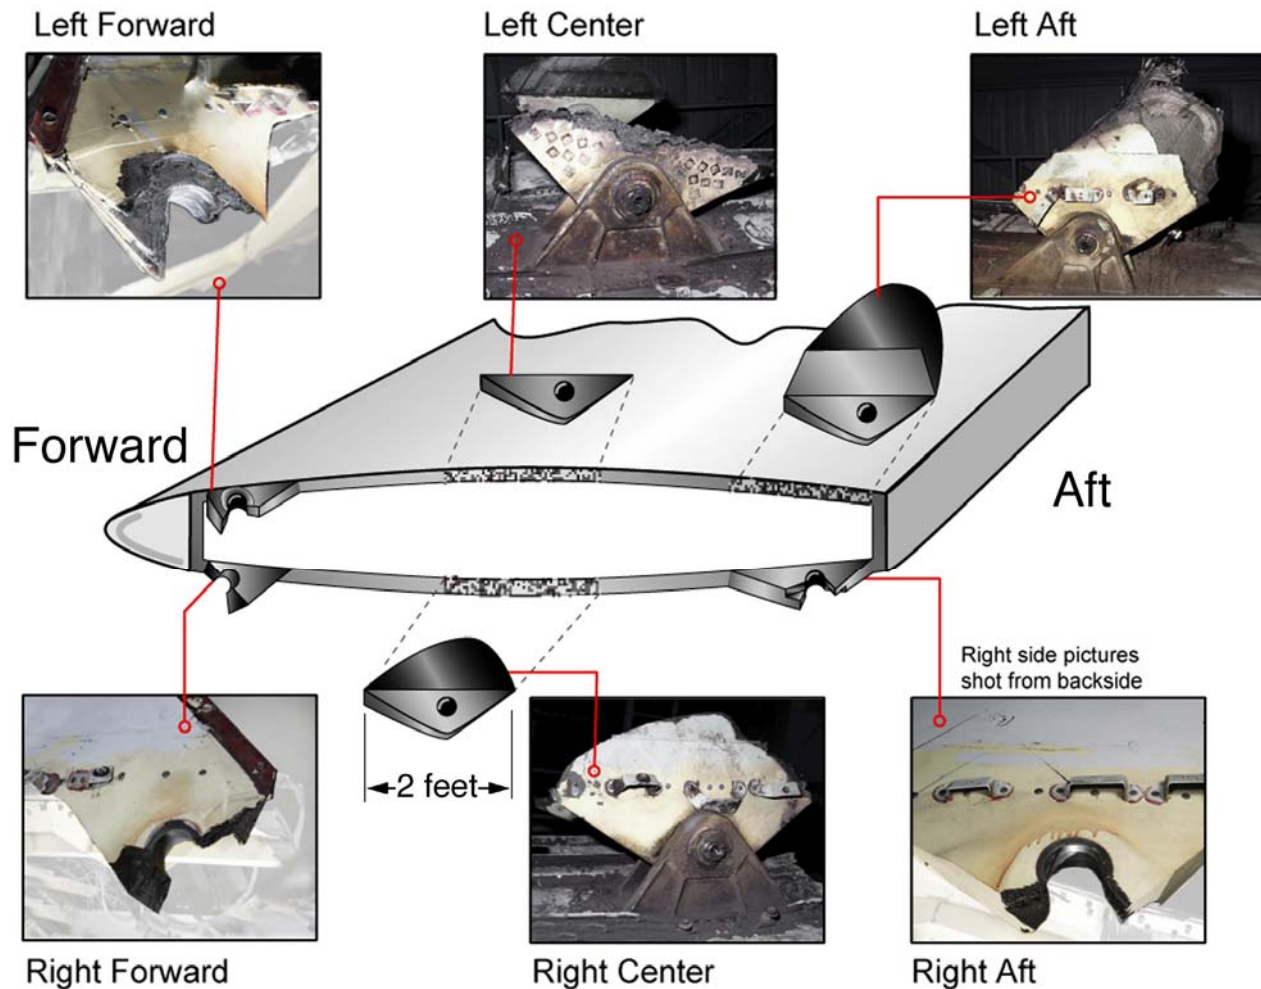 Left Forward
Left Center
Left Aft
Forward
Aft
Right side pictures
shot from backside
2 feet
Right Forward
Right Center
Right Aft